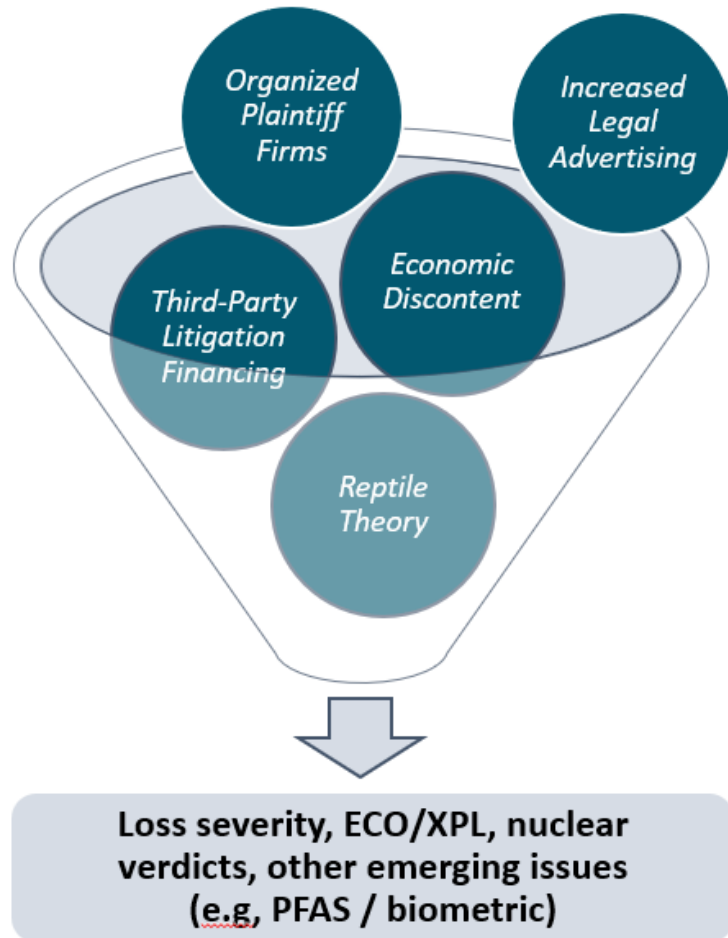 Organized
Plaintiff
Firms
Increased
Legal
Advertising
Economic
Discontent
Third-Party
Litigation
Financing
Reptile
Theory
Loss severity, ECO/XPL, nuclear
verdicts, other emerging issues
(e.g, PFAS / biometric)